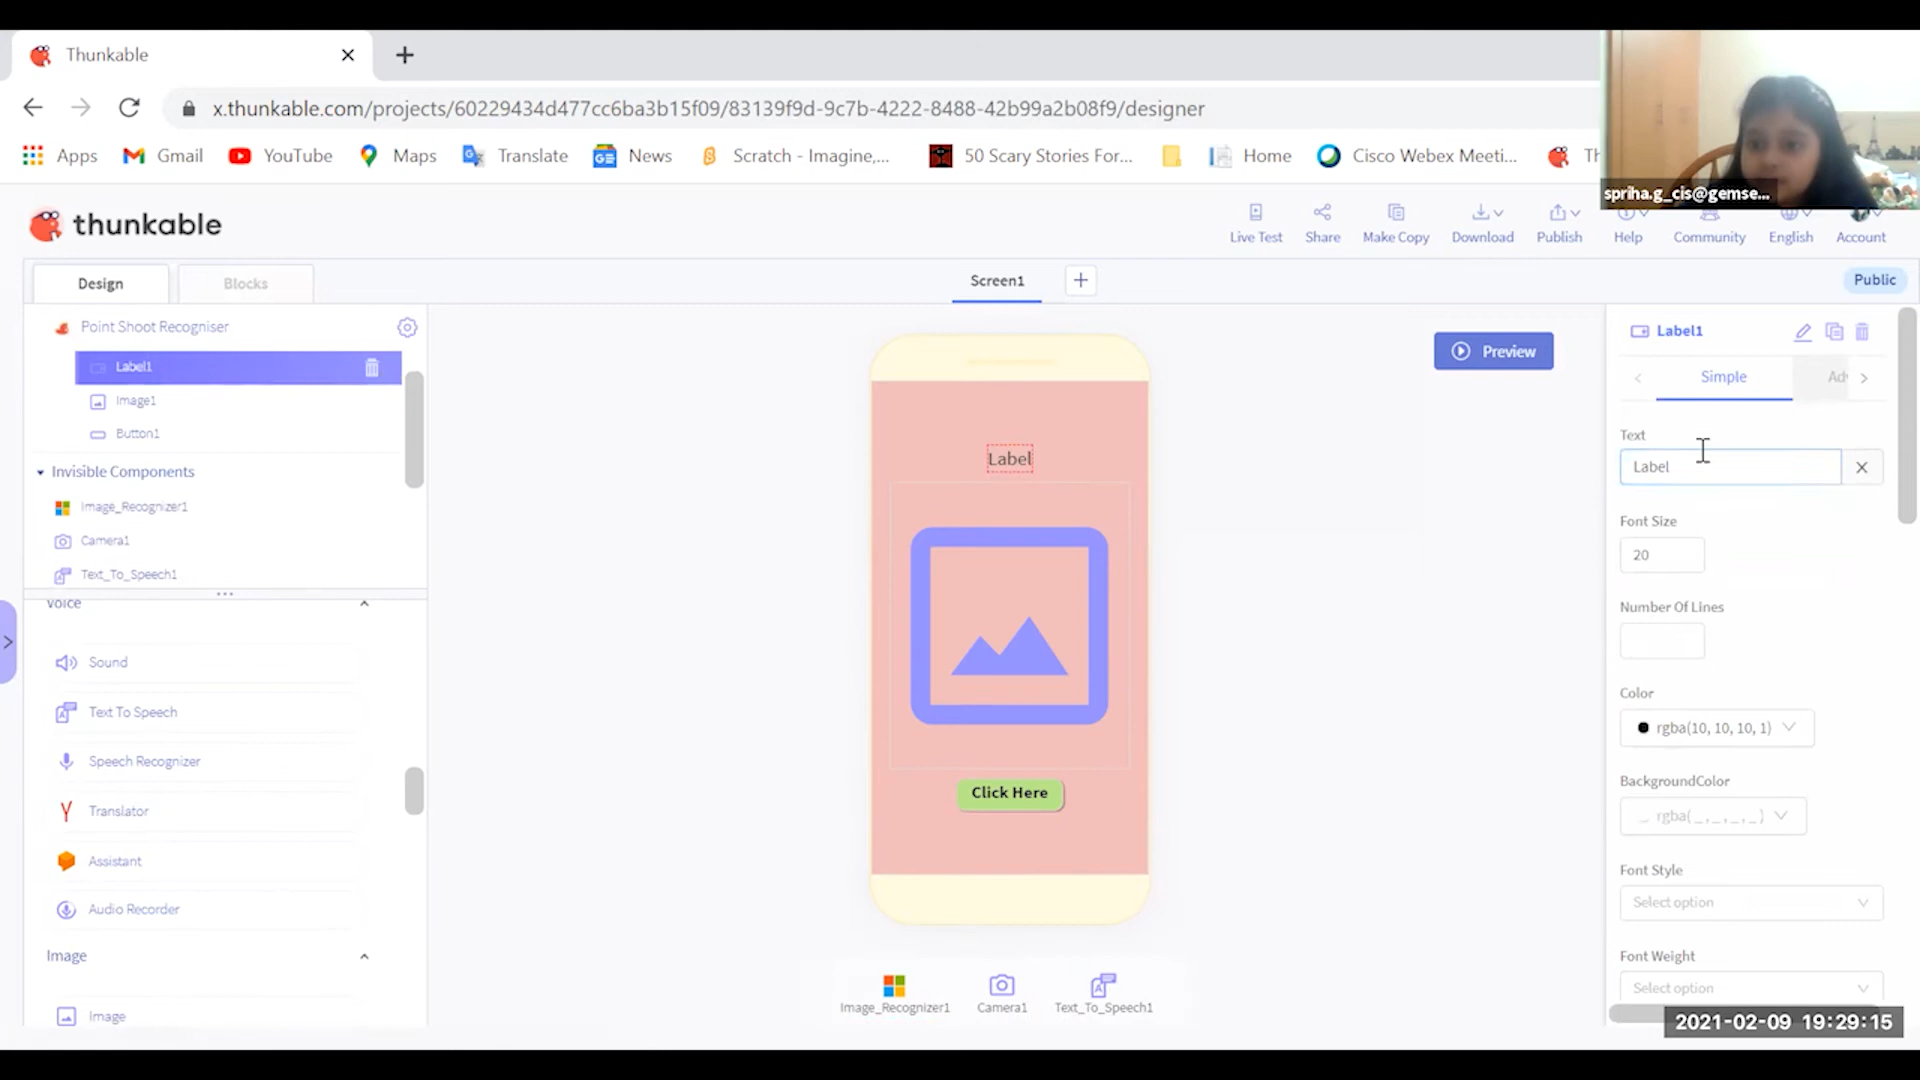 Thunkable
x.thunkable.com/projects/60229434d477cc6ba3b15f09/83139f9d-9c7b-4222-8488-42b99a2b08f9/designer
Apps Gmail YouTube Maps Translate News Scratch - Imagine,... 50 Scary Stories For... Home Cisco Webex Meeti... Th
spriha.g_cis@gemse...
thunkable
Live Test Share Make Copy Download Publish Help Community English Account
Design Blocks Screen1 Public
Point Shoot Recogniser
Label1
Image1
Button1
Invisible Components
Image_Recognizer1
Camera1
Text_To_Speech1
Voice
Sound
Text To Speech
Speech Recognizer
Translator
Assistant
Audio Recorder
Image
Image
Label
Click Here
Image_Recognizer1 Camera1 Text_To_Speech1
Preview
Label1
Simple Adv
Text
Label
Font Size
20
Number Of Lines
Color
rgba(10, 10, 10, 1)
BackgroundColor
rgba( _ , _ , _ , _ )
Font Style
Select option
Font Weight
Select option
2021-02-09 19:29:15